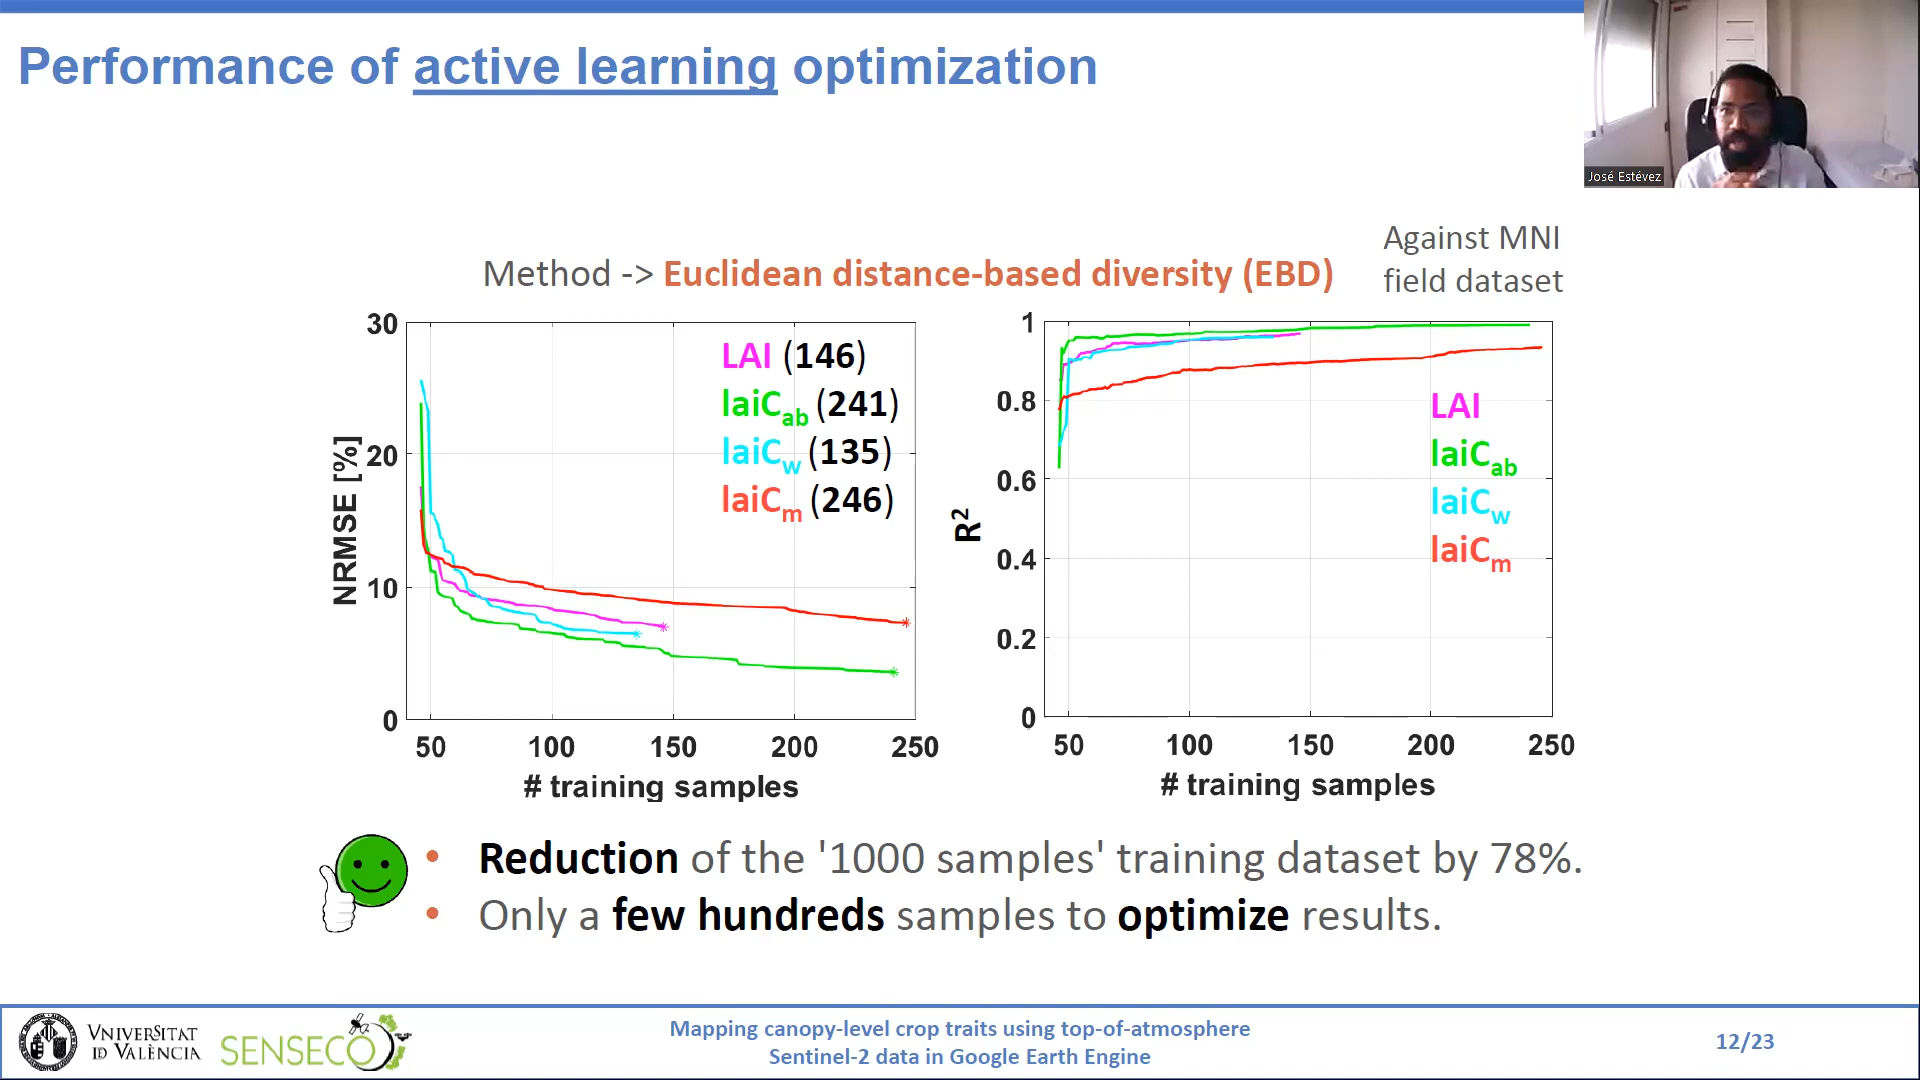 Performance of active learning optimization
José Estévez
Against MNI
field dataset
Method -> Euclidean distance-based diversity (EBD)
30
20
10
0
NRMSE [%]
LAI (146)
laiCab (241)
laiCw (135)
laiCm (246)
50 100 150 200 250
# training samples
1
0.8
0.6
0.4
0.2
0
R²
LAI
laiCab
laiCw
laiCm
50 100 150 200 250
# training samples
• Reduction of the '1000 samples' training dataset by 78%.
• Only a few hundreds samples to optimize results.
VNIVERSITAT
ID VALÈNCIA
SENSECO
Mapping canopy-level crop traits using top-of-atmosphere
Sentinel-2 data in Google Earth Engine
12/23